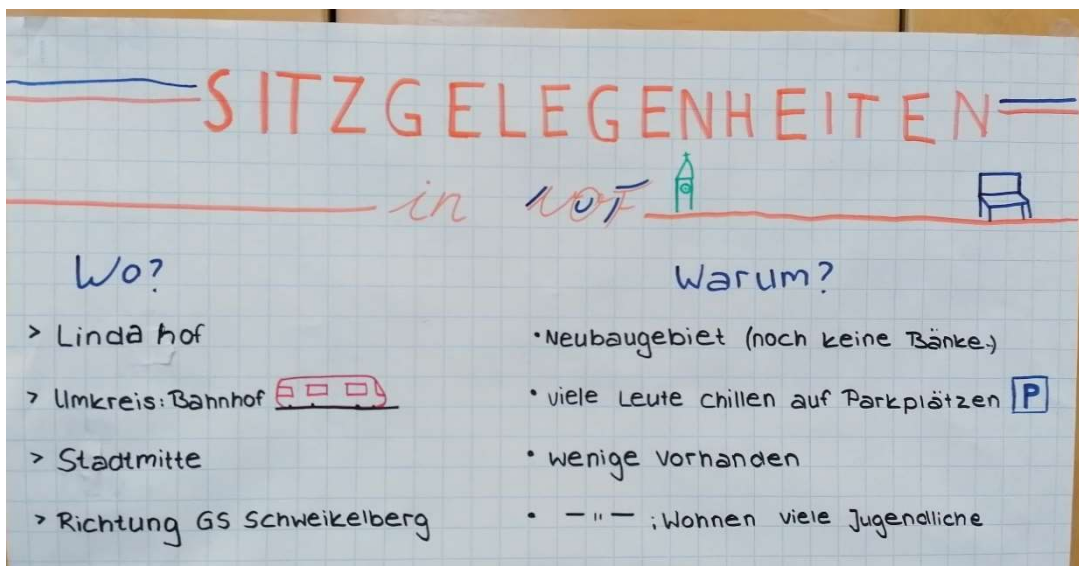 SITZGELEGENHEITEN
in VOF
Wo?
Warum?
> Linda hof
• Neubaugebiet (noch keine Bänke.)
> Umkreis: Bahnhof
• viele Leute chillen auf Parkplätzen P
> Stadtmitte
• wenige vorhanden
> Richtung GS Schweikelberg
• — " — ; Wohnen viele Jugendliche